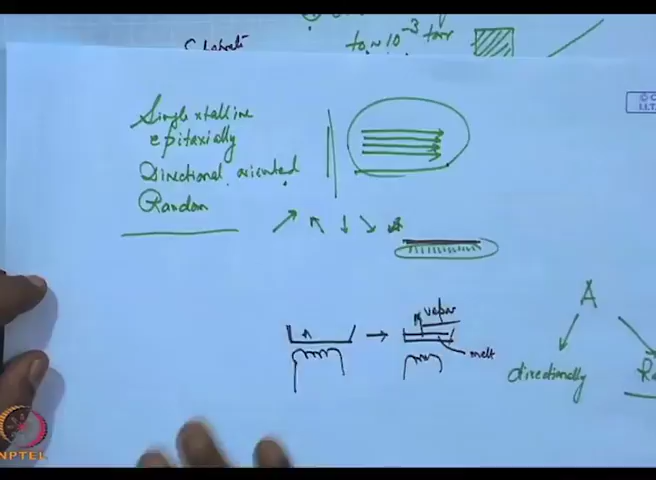 to ~ 10^-3 torr
Single xtalline
epitaxially
Directional oriented
Random
vapor
melt
A
directionally
NPTEL